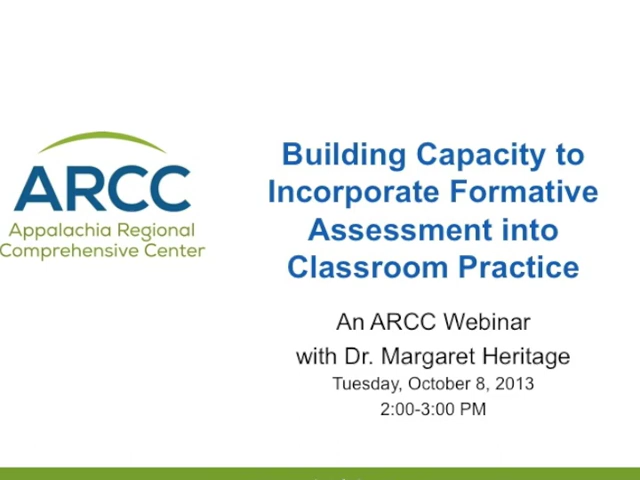 ARCC
Appalachia Regional
Comprehensive Center
Building Capacity to
Incorporate Formative
Assessment into
Classroom Practice
An ARCC Webinar
with Dr. Margaret Heritage
Tuesday, October 8, 2013
2:00-3:00 PM